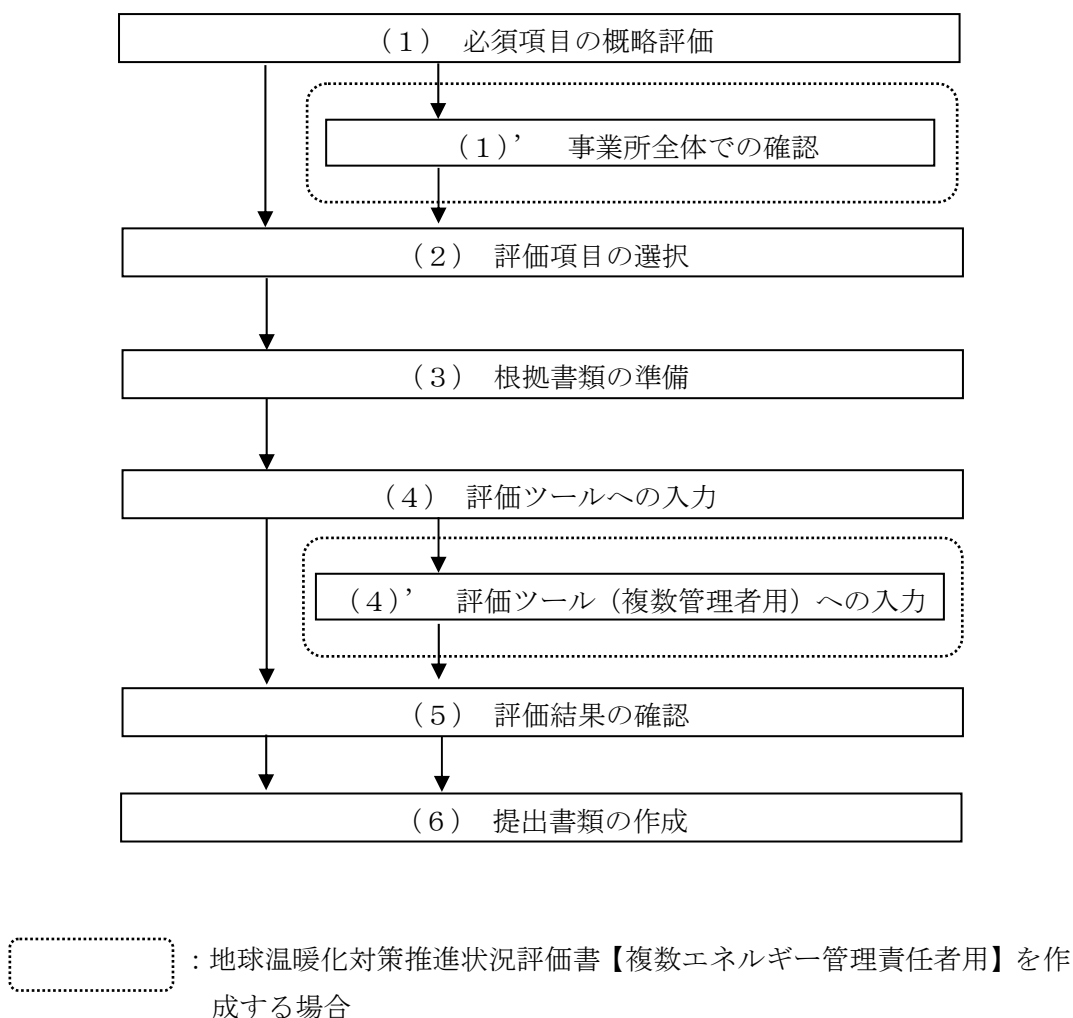 （１） 必須項目の概略評価
（１）’ 事業所全体での確認
（２） 評価項目の選択
（３） 根拠書類の準備
（４） 評価ツールへの入力
（４）’ 評価ツール（複数管理者用）への入力
（５） 評価結果の確認
（６） 提出書類の作成
：地球温暖化対策推進状況評価書【複数エネルギー管理責任者用】を作
成する場合